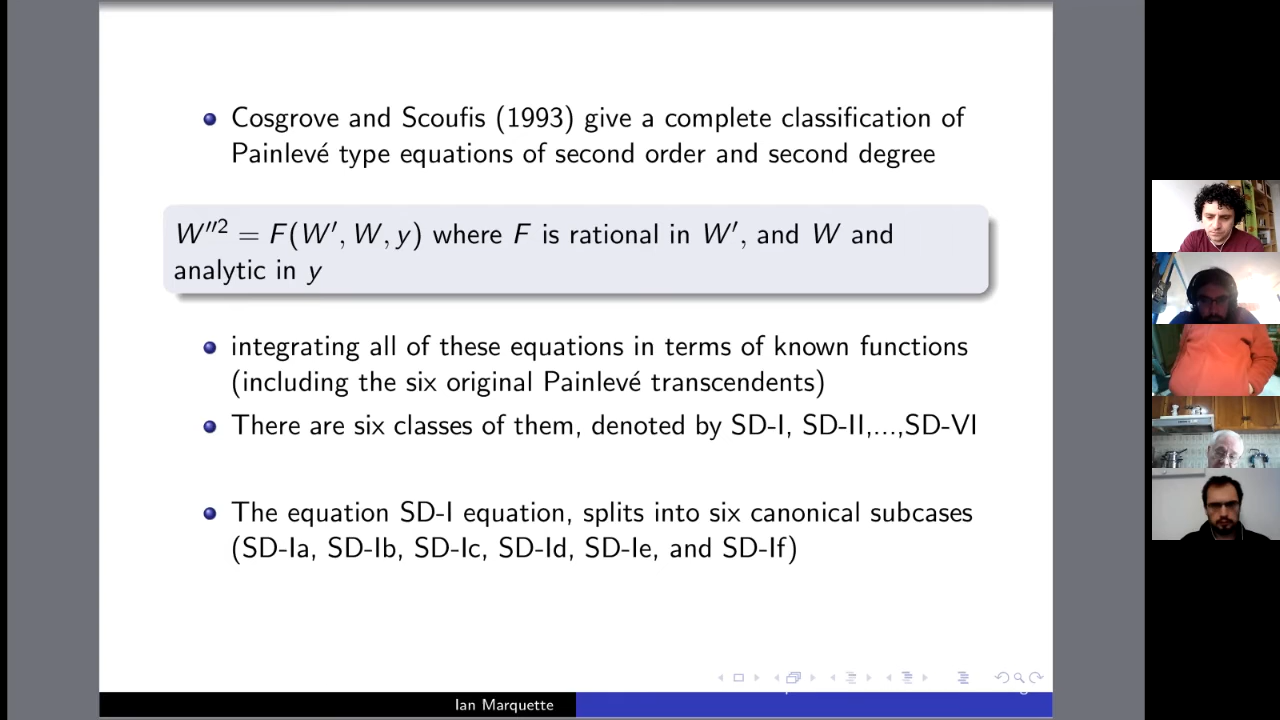 Cosgrove and Scoufis (1993) give a complete classification of
Painlevé type equations of second order and second degree
W′′2 = F(W′, W, y) where F is rational in W′, and W and
analytic in y
integrating all of these equations in terms of known functions
(including the six original Painlevé transcendents)
There are six classes of them, denoted by SD-I, SD-II,...,SD-VI
The equation SD-I equation, splits into six canonical subcases
(SD-Ia, SD-Ib, SD-Ic, SD-Id, SD-Ie, and SD-If)
Ian Marquette